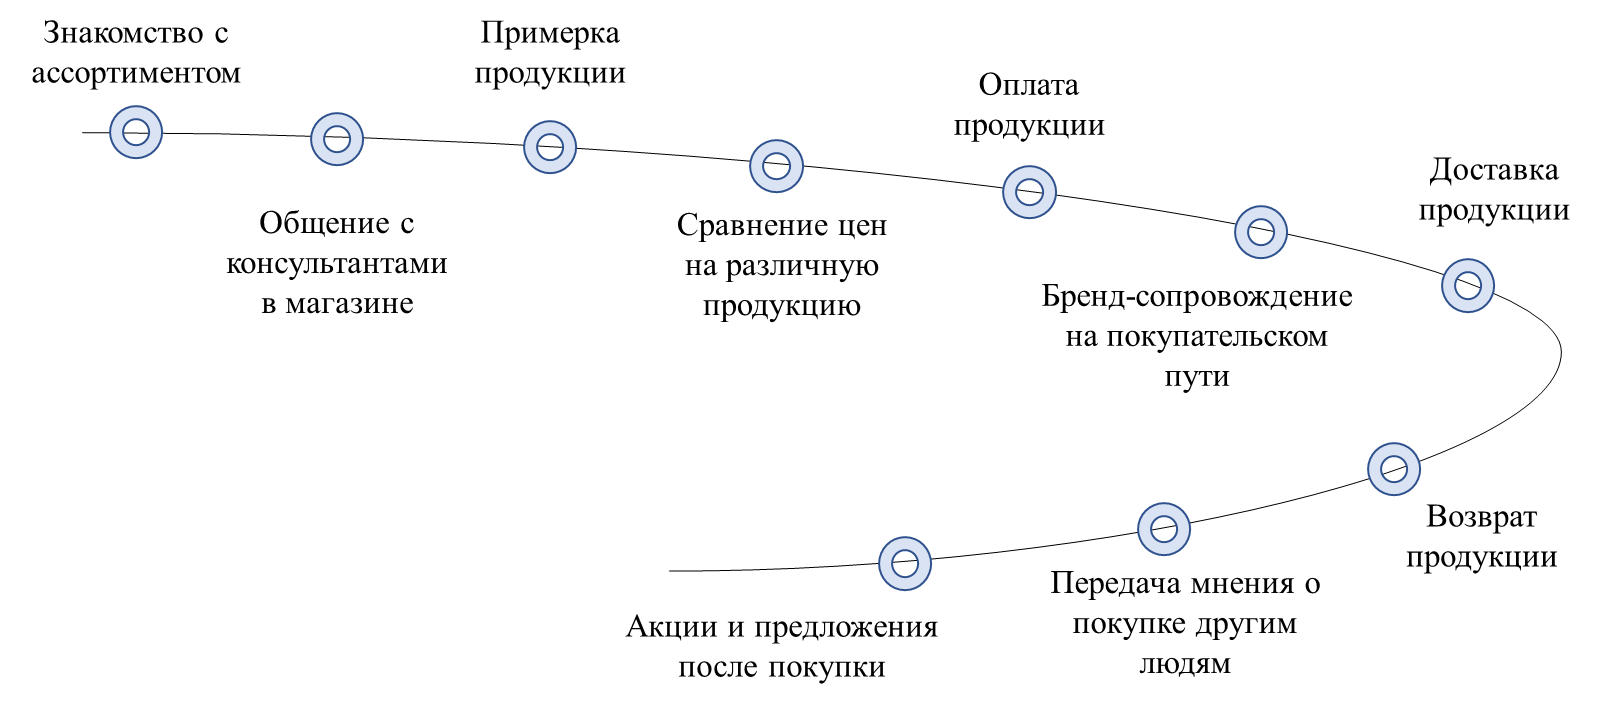 Знакомство с
ассортиментом
Общение с
консультантами
в магазине
Примерка
продукции
Сравнение цен
на различную
продукцию
Оплата
продукции
Бренд-сопровождение
на покупательском
пути
Доставка
продукции
Возврат
продукции
Передача мнения о
покупке другим
людям
Акции и предложения
после покупки